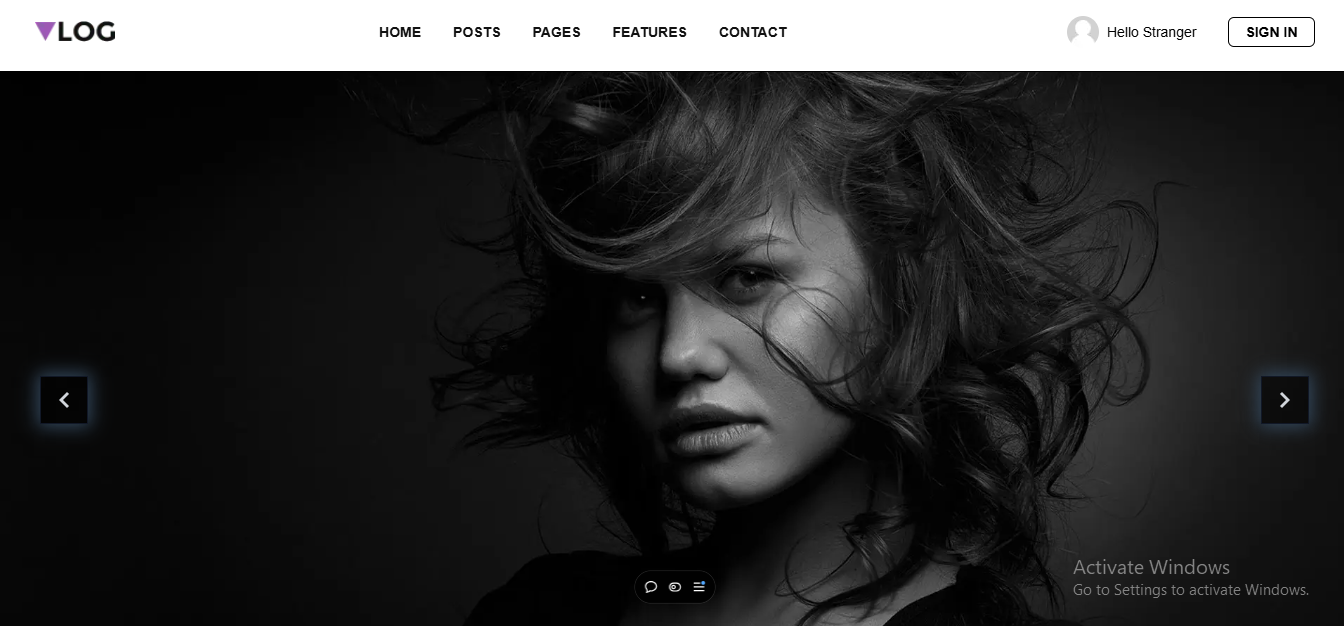 VLOG
HOME POSTS PAGES FEATURES CONTACT
Hello Stranger
SIGN IN
Activate Windows
Go to Settings to activate Windows.